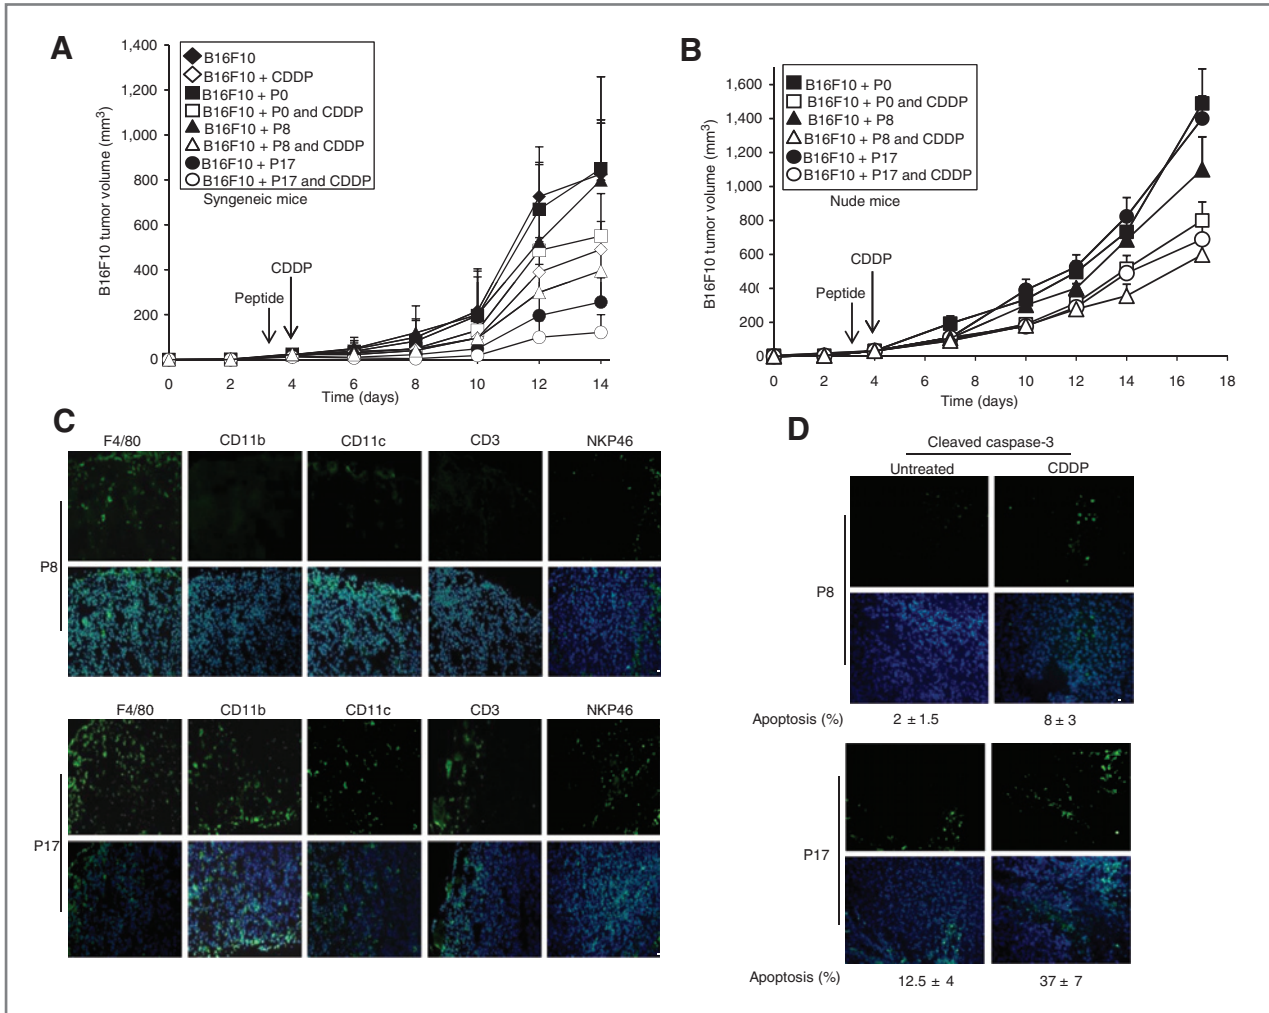 A
B16F10 tumor volume (mm³)
1,400
1,200
1,000
800
600
400
200
0
B16F10
B16F10 + CDDP
B16F10 + P0
B16F10 + P0 and CDDP
B16F10 + P8
B16F10 + P8 and CDDP
B16F10 + P17
B16F10 + P17 and CDDP
Syngeneic mice
CDDP
Peptide
0 2 4 6 8 10 12 14
Time (days)
B
B16F10 tumor volume (mm³)
1,600
1,400
1,200
1,000
800
600
400
200
0
B16F10 + P0
B16F10 + P0 and CDDP
B16F10 + P8
B16F10 + P8 and CDDP
B16F10 + P17
B16F10 + P17 and CDDP
Nude mice
CDDP
Peptide
0 2 4 6 8 10 12 14 16 18
Time (days)
C
F4/80 CD11b CD11c CD3 NKP46
P8
F4/80 CD11b CD11c CD3 NKP46
P17
D
Cleaved caspase-3
Untreated CDDP
P8
Apoptosis (%) 2 ± 1.5 8 ± 3
P17
Apoptosis (%) 12.5 ± 4 37 ± 7